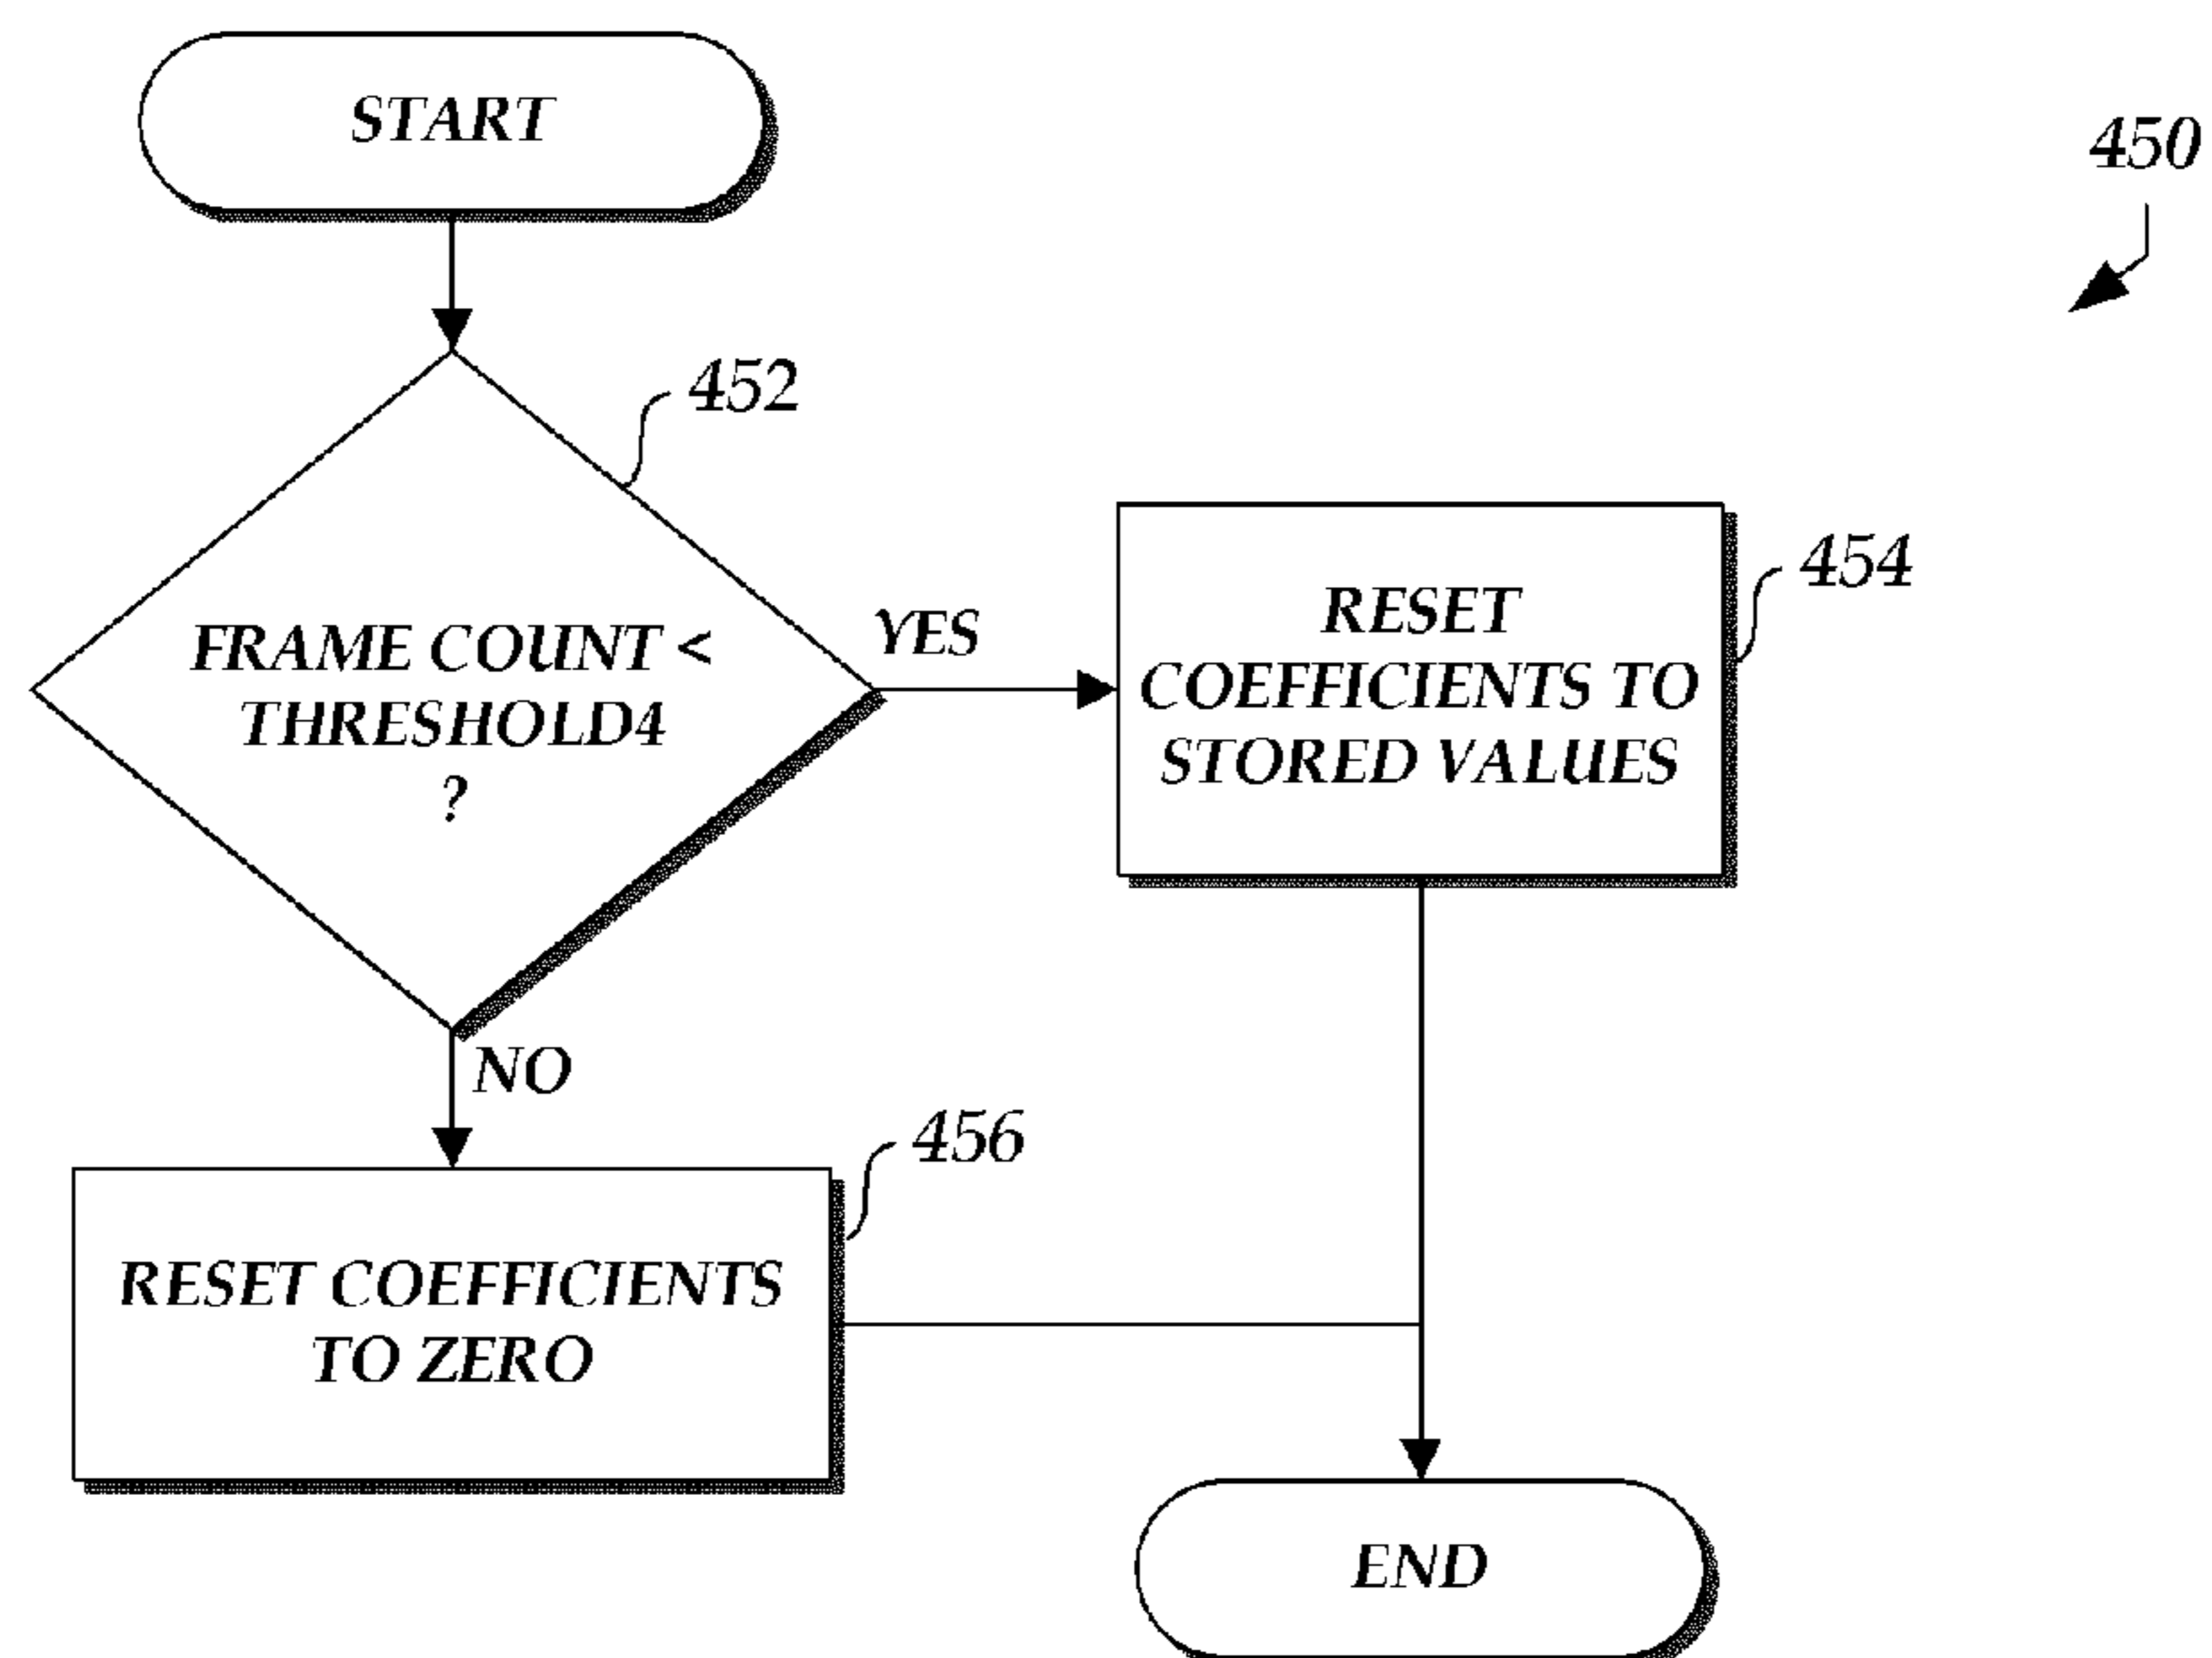 START
450
452
FRAME COUNT <
THRESHOLD4
?
YES
RESET
COEFFICIENTS TO
STORED VALUES
454
NO
456
RESET COEFFICIENTS
TO ZERO
END